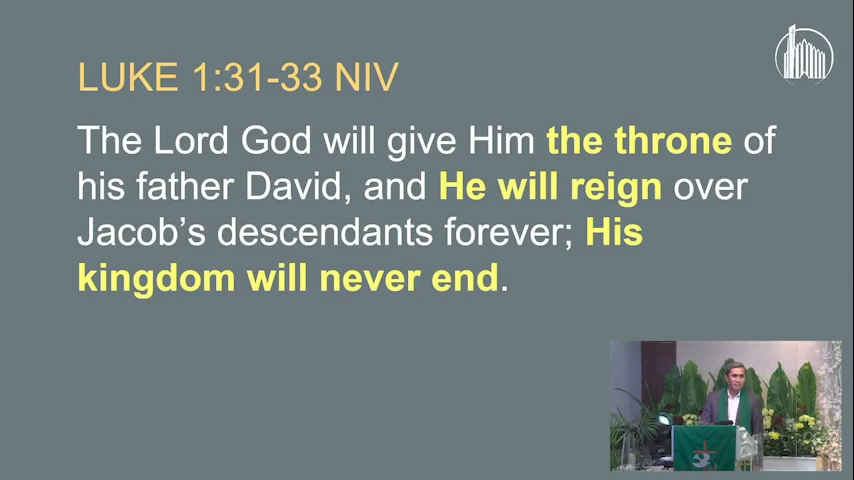 LUKE 1:31-33 NIV
The Lord God will give Him the throne of
his father David, and He will reign over
Jacob’s descendants forever; His
kingdom will never end.